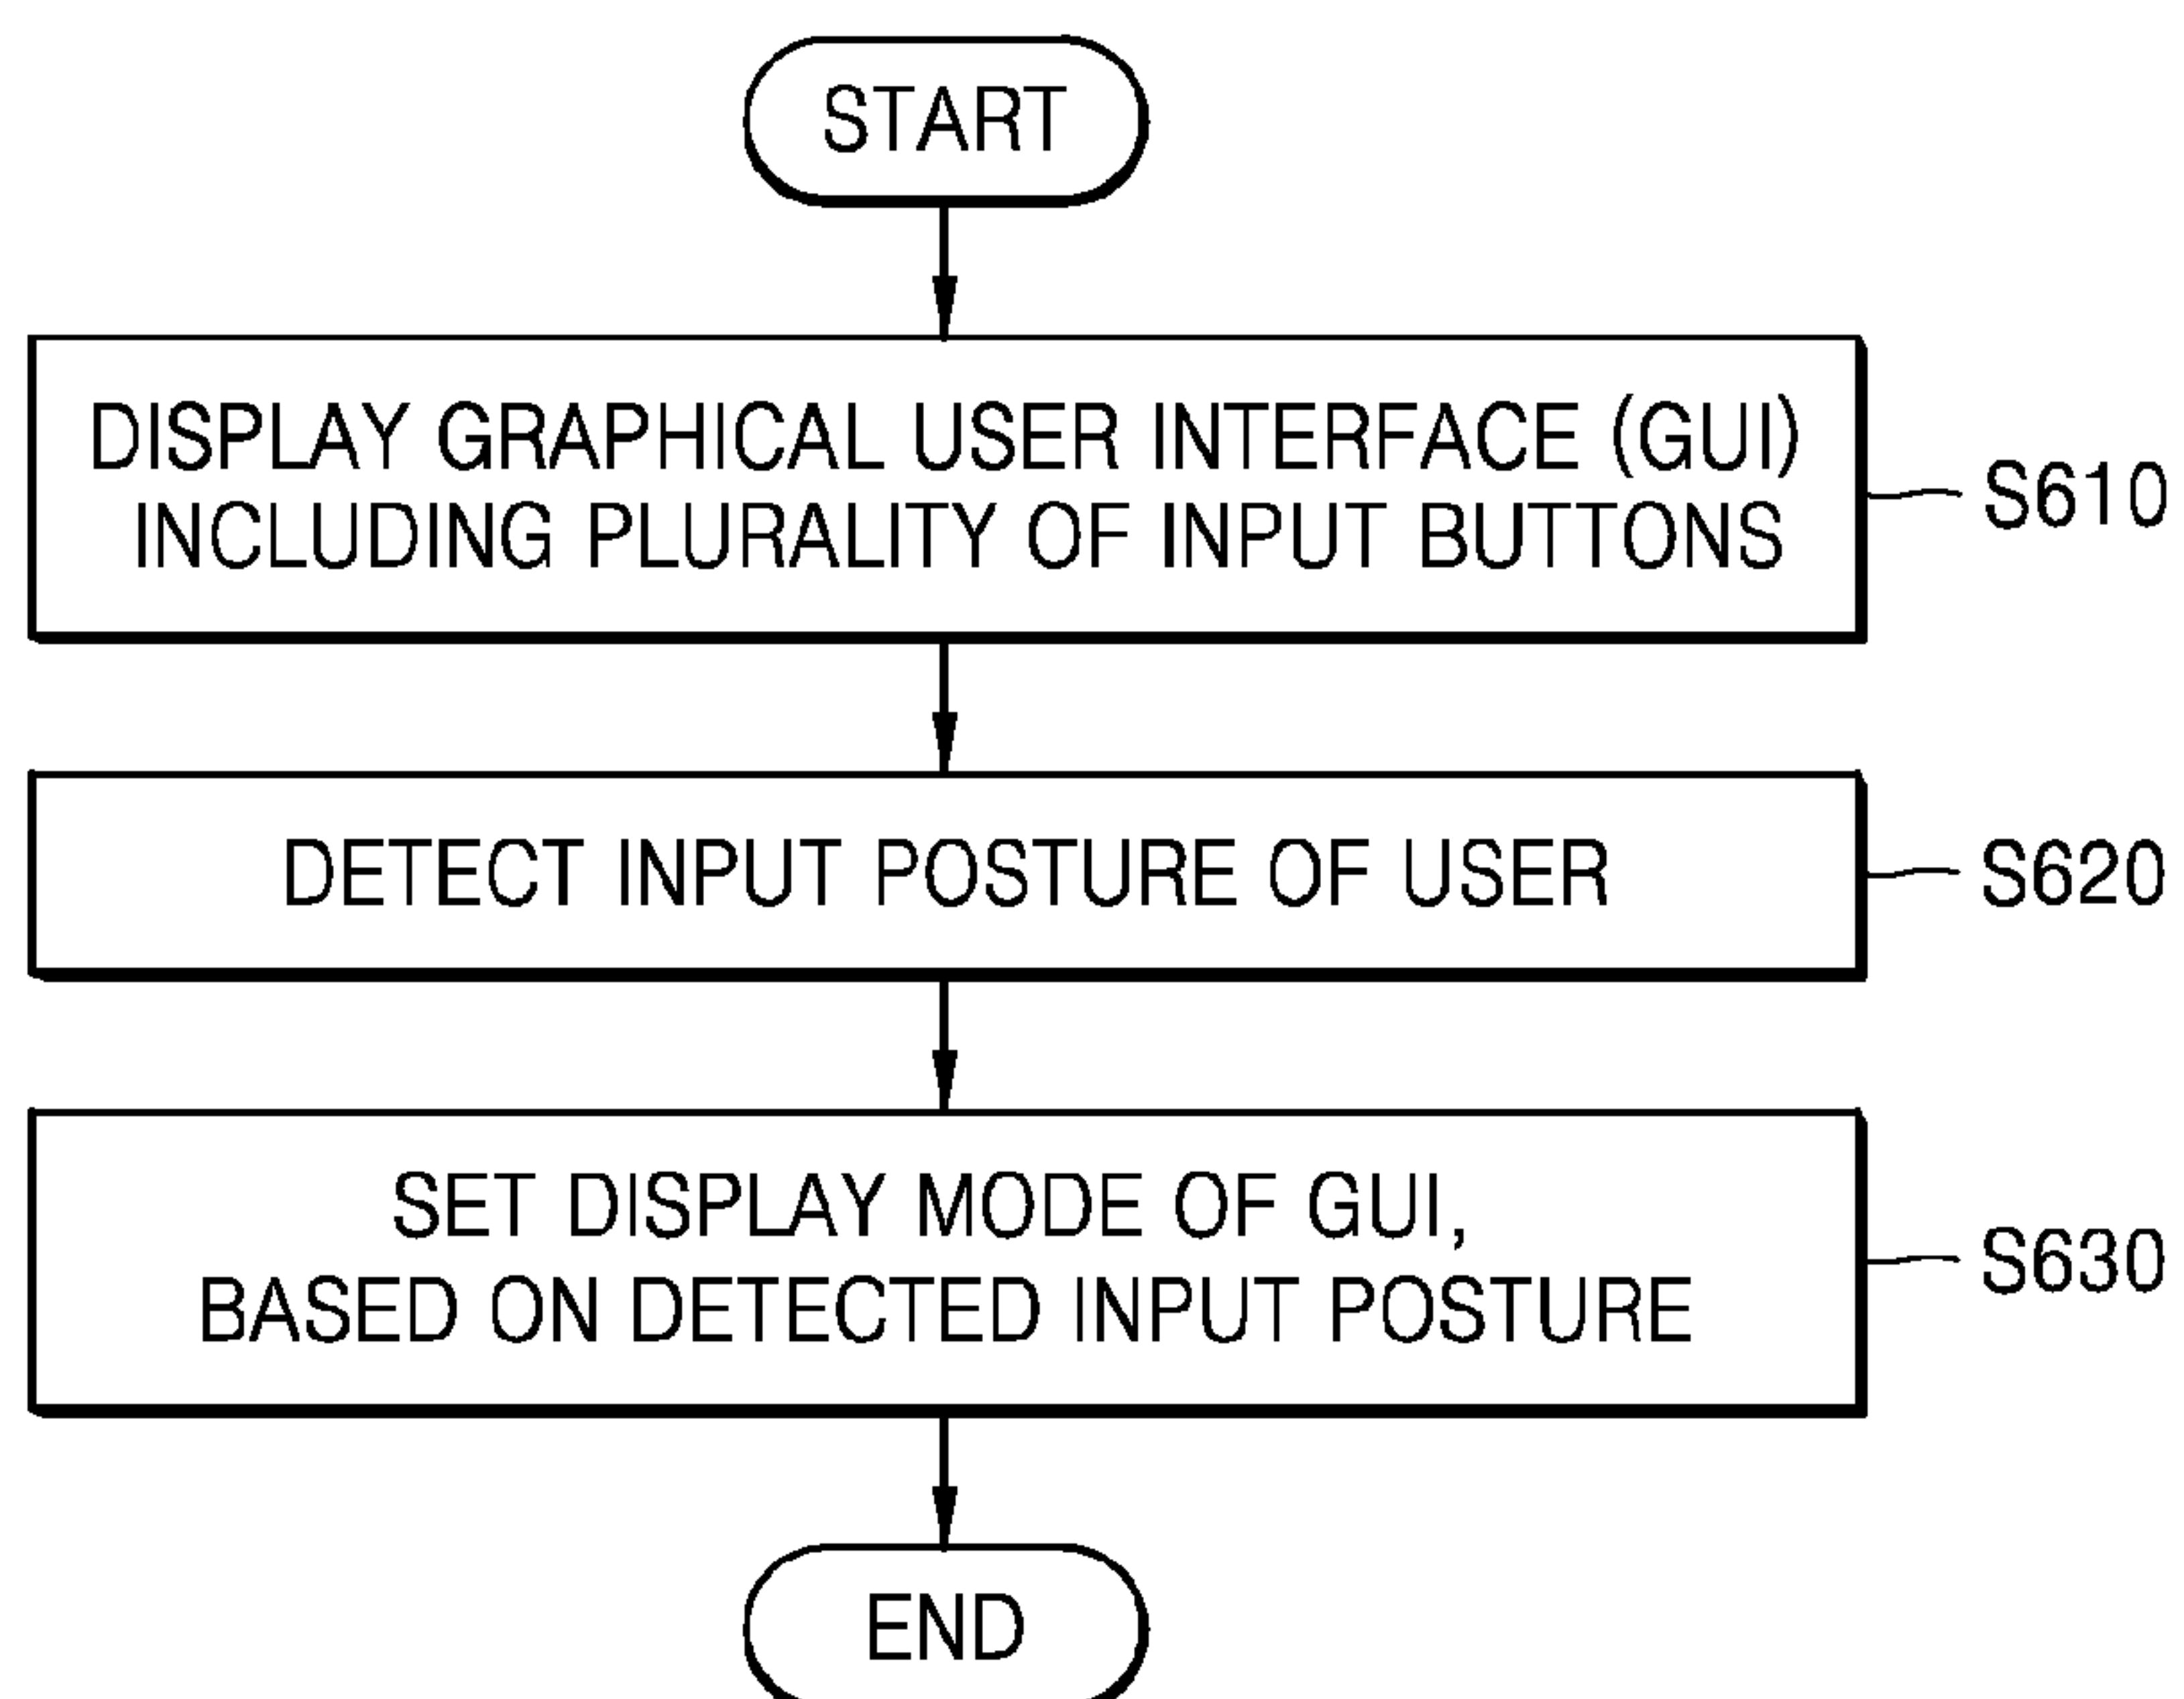 START
DISPLAY GRAPHICAL USER INTERFACE (GUI)
INCLUDING PLURALITY OF INPUT BUTTONS
S610
DETECT INPUT POSTURE OF USER
S620
SET DISPLAY MODE OF GUI,
BASED ON DETECTED INPUT POSTURE
S630
END